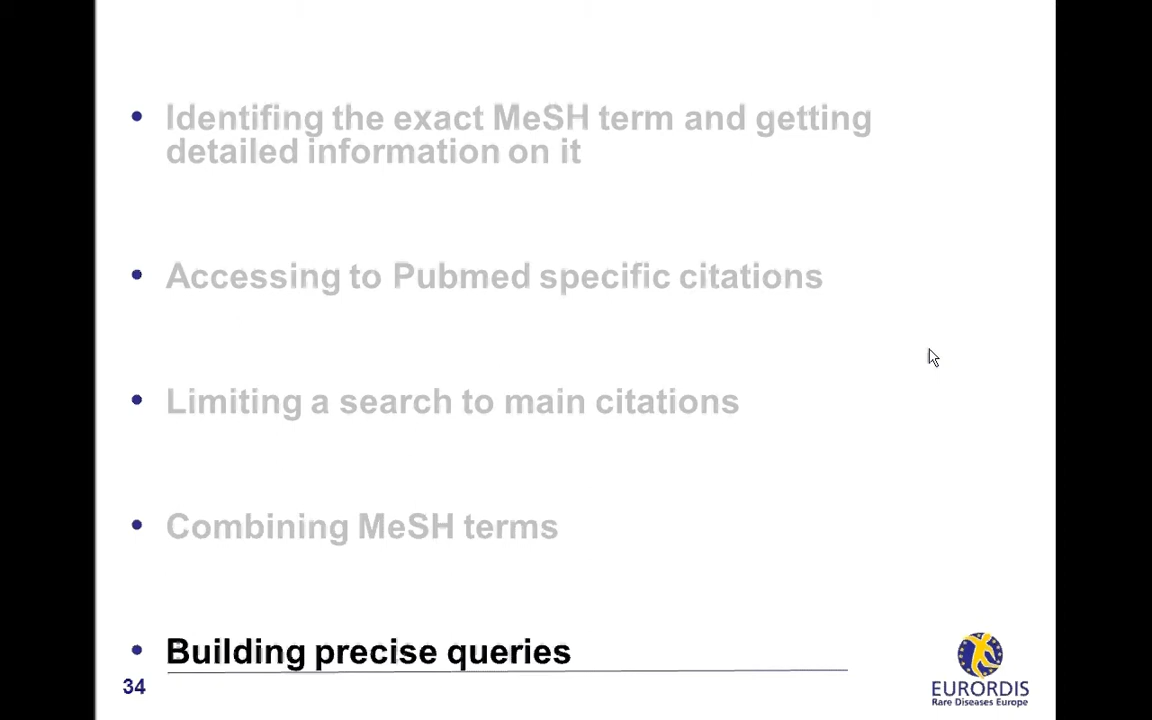 • Identifing the exact MeSH term and getting
detailed information on it
• Accessing to Pubmed specific citations
• Limiting a search to main citations
• Combining MeSH terms
• Building precise queries
34
EURORDIS
Rare Diseases Europe